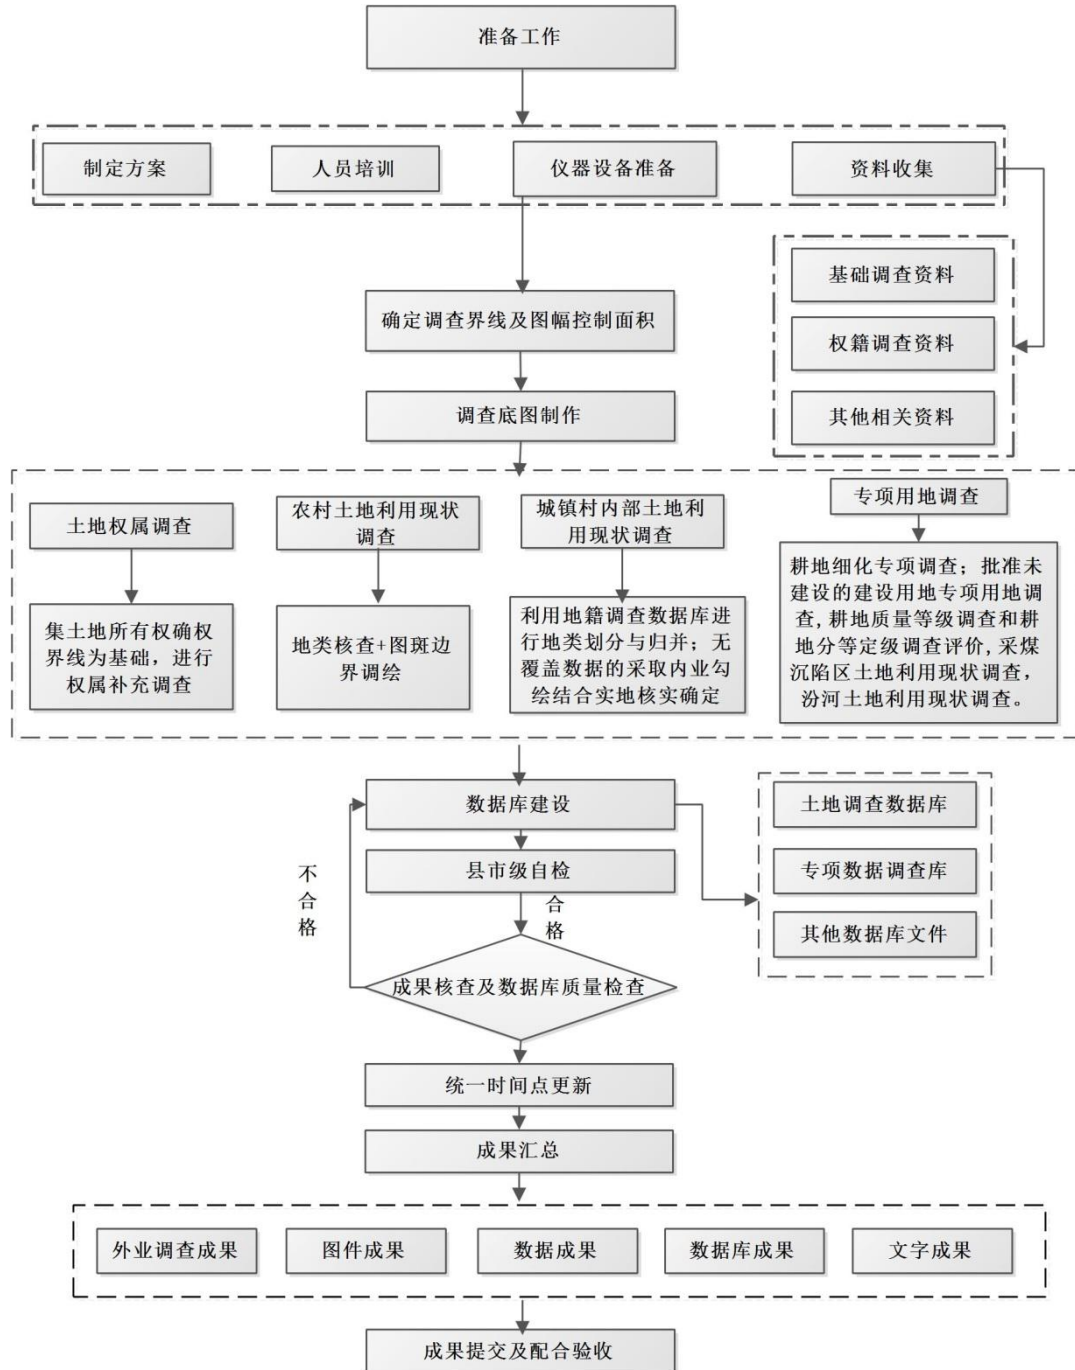 准备工作
制定方案
人员培训
仪器设备准备
资料收集
基础调查资料
确定调查界线及图幅控制面积
权籍调查资料
调查底图制作
其他相关资料
土地权属调查
农村土地利用现状
调查
城镇村内部土地利
用现状调查
专项用地调查
集土地所有权确权
界线为基础，进行
权属补充调查
地类核查+图斑边
界调绘
利用地籍调查数据库进
行地类划分与归并；无
覆盖数据的采取内业勾
绘结合实地核实确定
耕地细化专项调查；批准未
建设的建设用地专项用地调
查,耕地质量等级调查和耕
地分等定级调查评价,采煤
沉陷区土地利用现状调查，
汾河土地利用现状调查。
数据库建设
土地调查数据库
县市级自检
专项数据调查库
不合格
合格
其他数据库文件
成果核查及数据库质量检查
统一时间点更新
成果汇总
外业调查成果
图件成果
数据成果
数据库成果
文字成果
成果提交及配合验收